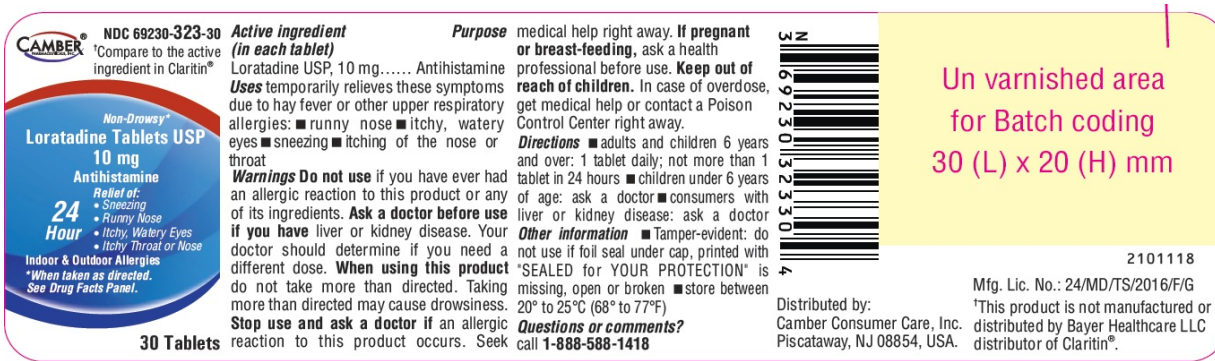 CAMBER
PHARMACEUTICALS, INC.
NDC 69230-323-30
†Compare to the active
ingredient in Claritin®
Non-Drowsy*
Loratadine Tablets USP
10 mg
Antihistamine
Relief of:
24
Hour
• Sneezing
• Runny Nose
• Itchy, Watery Eyes
• Itchy Throat or Nose
Indoor & Outdoor Allergies
*When taken as directed.
See Drug Facts Panel.
30 Tablets
Active ingredient Purpose
(in each tablet)
Loratadine USP, 10 mg...... Antihistamine
Uses temporarily relieves these symptoms
due to hay fever or other upper respiratory
allergies: ■ runny nose ■ itchy, watery
eyes ■ sneezing ■ itching of the nose or
throat
Warnings Do not use if you have ever had
an allergic reaction to this product or any
of its ingredients. Ask a doctor before use
if you have liver or kidney disease. Your
doctor should determine if you need a
different dose. When using this product
do not take more than directed. Taking
more than directed may cause drowsiness.
Stop use and ask a doctor if an allergic
reaction to this product occurs. Seek
medical help right away. If pregnant
or breast-feeding, ask a health
professional before use. Keep out of
reach of children. In case of overdose,
get medical help or contact a Poison
Control Center right away.
Directions ■ adults and children 6 years
and over: 1 tablet daily; not more than 1
tablet in 24 hours ■ children under 6 years
of age: ask a doctor ■ consumers with
liver or kidney disease: ask a doctor
Other information ■ Tamper-evident: do
not use if foil seal under cap, printed with
"SEALED for YOUR PROTECTION" is
missing, open or broken ■ store between
20° to 25°C (68° to 77°F)
Questions or comments?
call 1-888-588-1418
N
3 69230 32330 4
Distributed by:
Camber Consumer Care, Inc.
Piscataway, NJ 08854, USA.
Un varnished area
for Batch coding
30 (L) x 20 (H) mm
2101118
Mfg. Lic. No.: 24/MD/TS/2016/F/G
†This product is not manufactured or
distributed by Bayer Healthcare LLC
distributor of Claritin®.